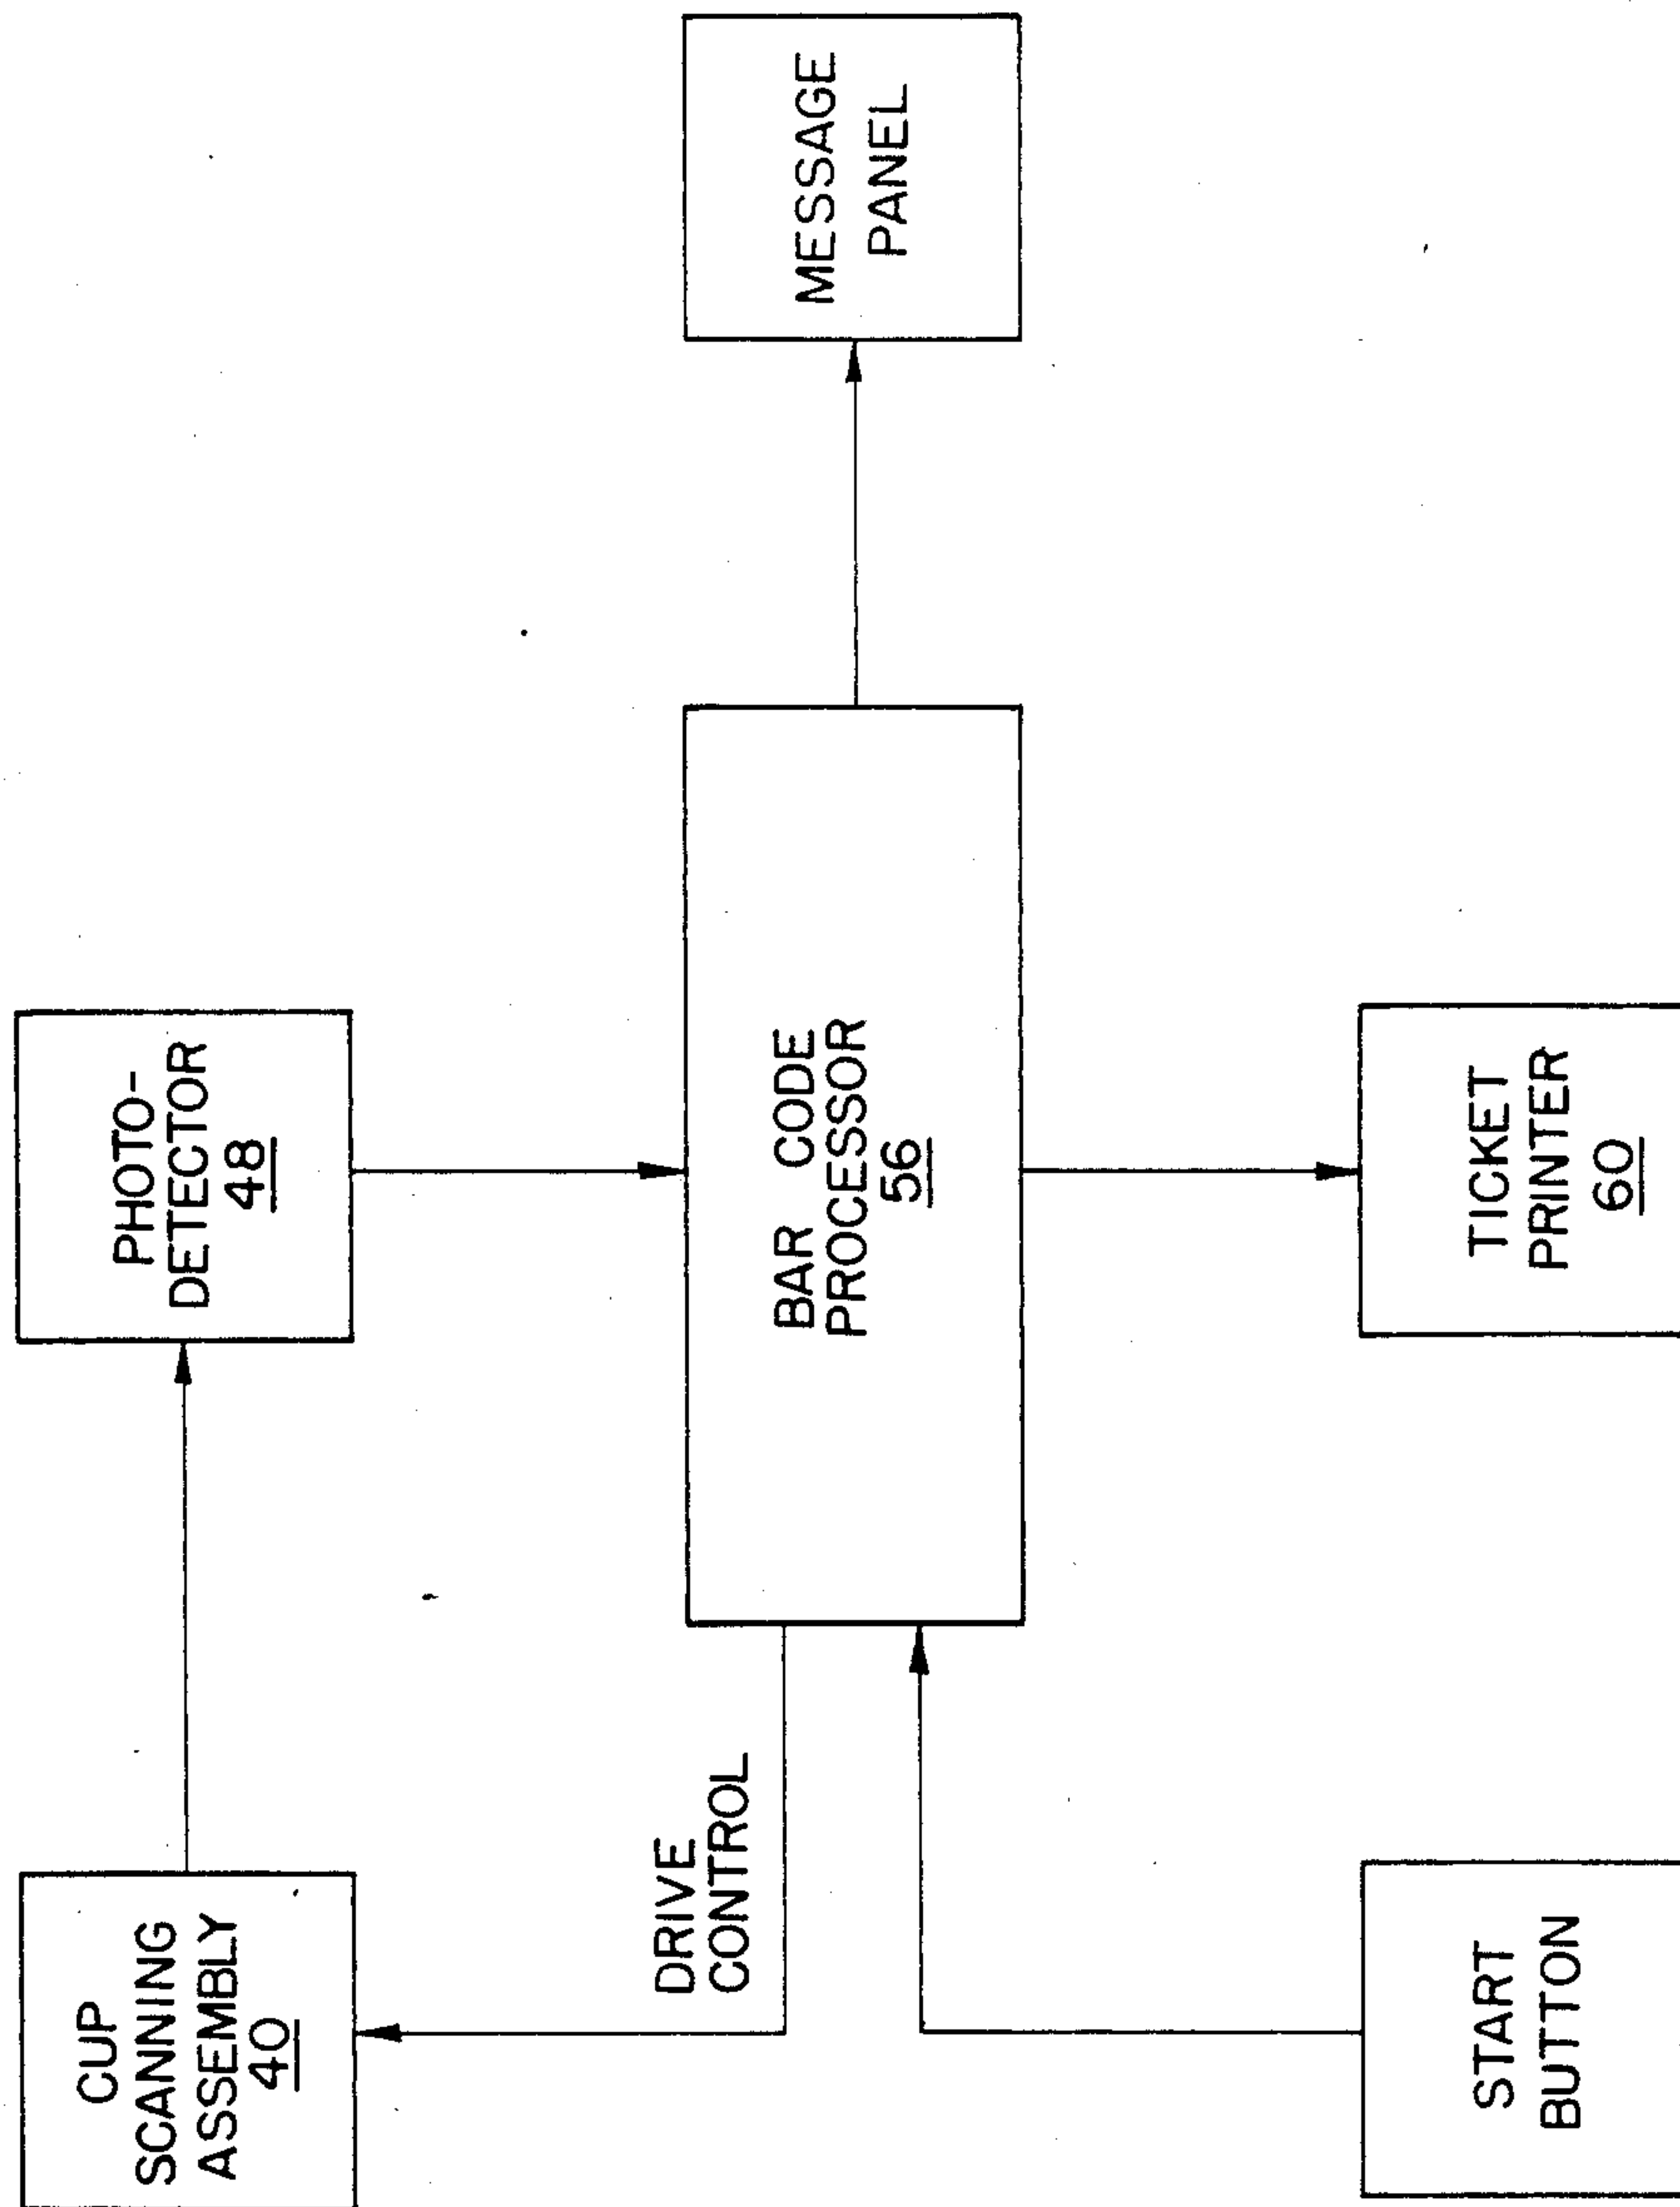 CUP
SCANNING
ASSEMBLY
40
PHOTO-
DETECTOR
48
DRIVE
CONTROL
BAR CODE
PROCESSOR
56
MESSAGE
PANEL
START
BUTTON
TICKET
PRINTER
60